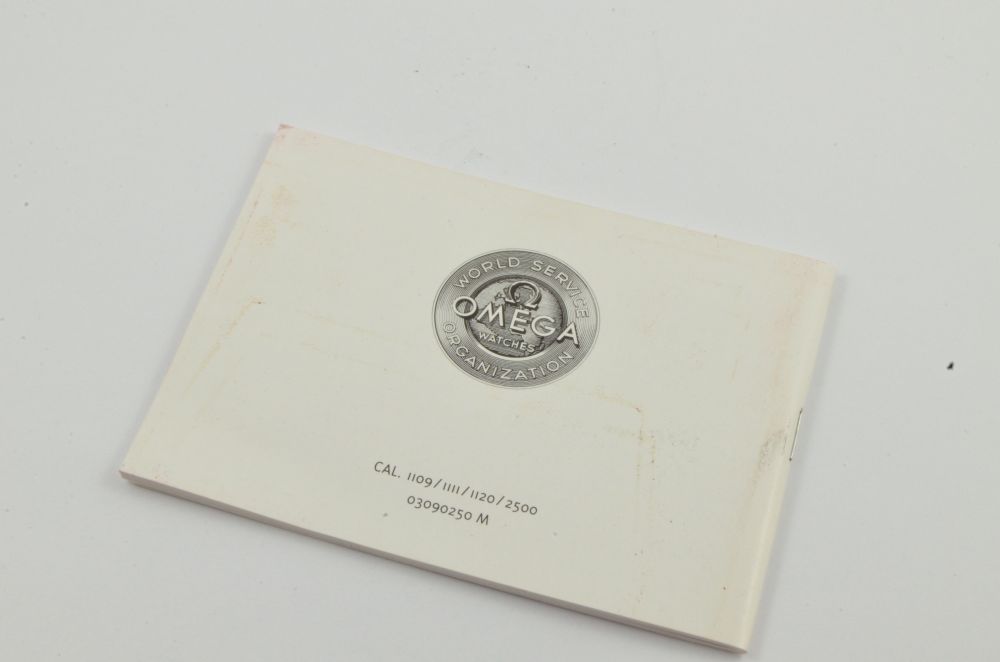 WORLD SERVICE
Ω
OMEGA
WATCHES
ORGANIZATION
CAL. 1109/1111/1120/2500
03090250 M